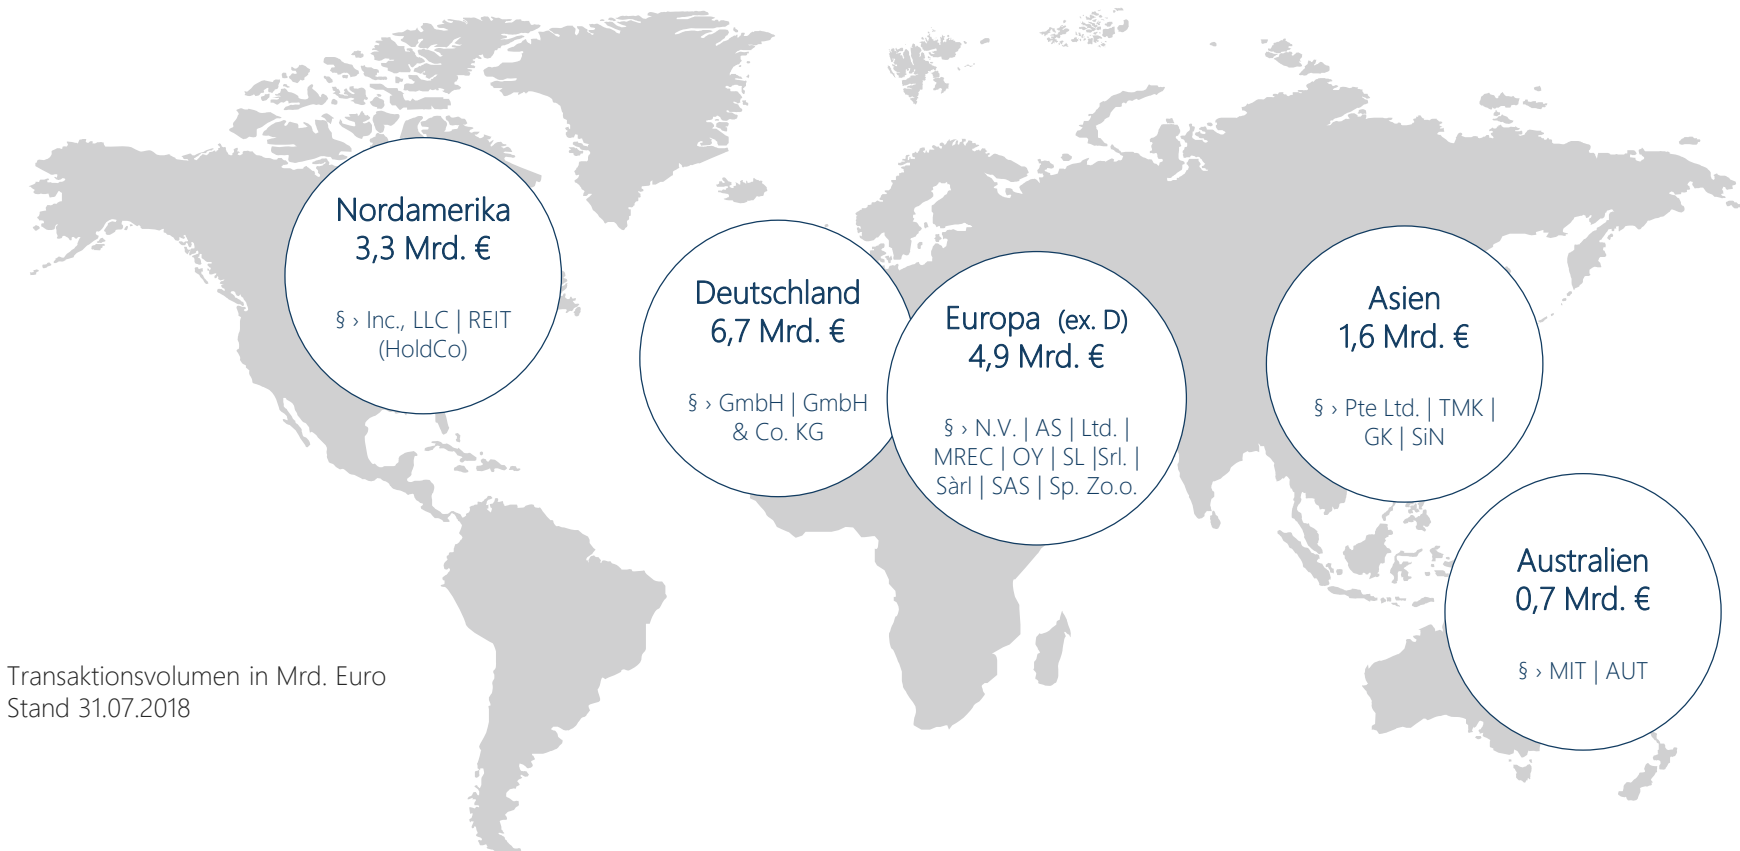 Nordamerika
3,3 Mrd. €
§ › Inc., LLC | REIT
(HoldCo)
Deutschland
6,7 Mrd. €
§ › GmbH | GmbH
& Co. KG
Europa (ex. D)
4,9 Mrd. €
§ › N.V. | AS | Ltd. |
MREC | OY | SL |Srl. |
Sàrl | SAS | Sp. Zo.o.
Asien
1,6 Mrd. €
§ › Pte Ltd. | TMK |
GK | SiN
Australien
0,7 Mrd. €
§ › MIT | AUT
Transaktionsvolumen in Mrd. Euro
Stand 31.07.2018